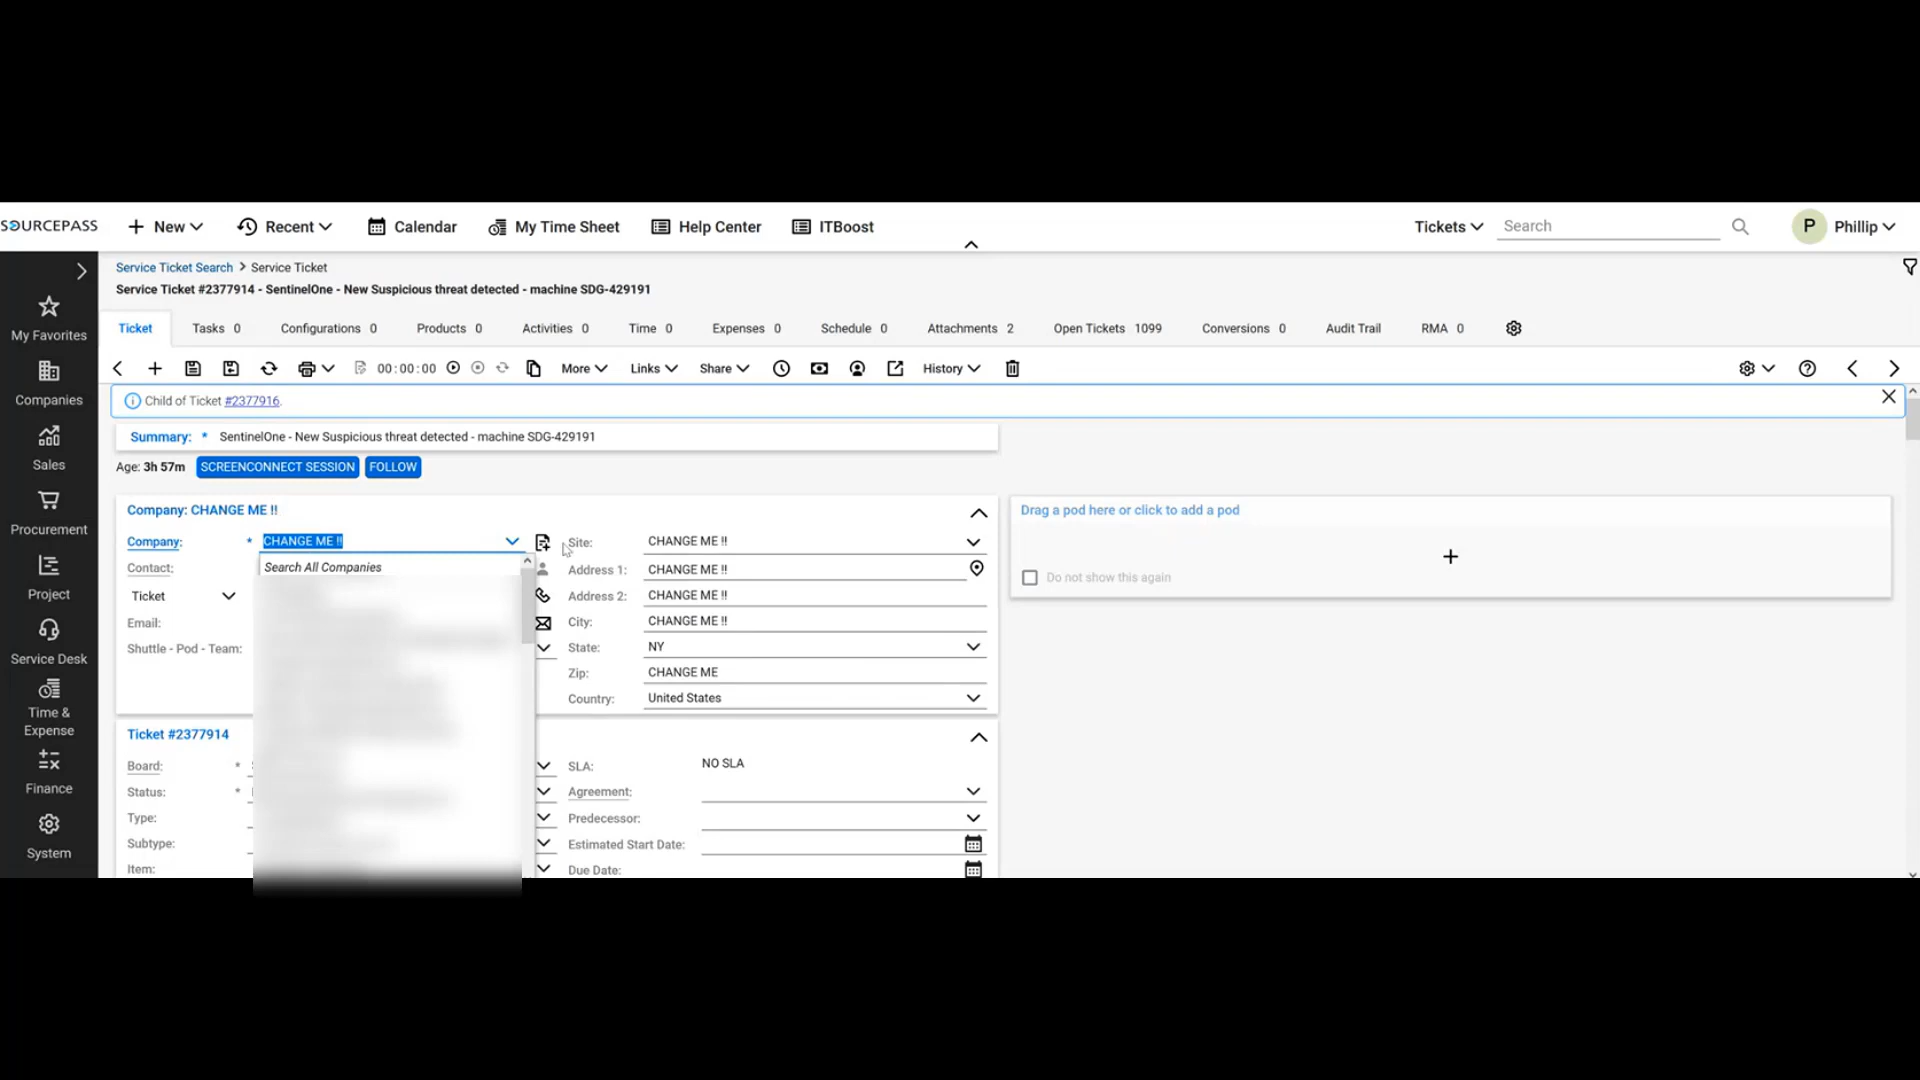 SOURCEPASS New Recent Calendar My Time Sheet Help Center ITBoost Tickets Search P Phillip
Service Ticket Search > Service Ticket
Service Ticket #2377914 - SentinelOne - New Suspicious threat detected - machine SDG-429191
My Favorites
Companies
Sales
Procurement
Project
Service Desk
Time &
Expense
Finance
System
Ticket Tasks 0 Configurations 0 Products 0 Activities 0 Time 0 Expenses 0 Schedule 0 Attachments 2 Open Tickets 1099 Conversions 0 Audit Trail RMA 0
00:00:00 More Links Share History
Child of Ticket #2377916.
Summary: * SentinelOne - New Suspicious threat detected - machine SDG-429191
Age: 3h 57m SCREENCONNECT SESSION FOLLOW
Company: CHANGE ME !!
Company: * CHANGE ME !!
Search All Companies
Contact:
Ticket
Email:
Shuttle - Pod - Team:
Site: CHANGE ME !!
Address 1: CHANGE ME !!
Address 2: CHANGE ME !!
City: CHANGE ME !!
State: NY
Zip: CHANGE ME
Country: United States
Drag a pod here or click to add a pod
Do not show this again
Ticket #2377914
Board: *
Status: *
Type:
Subtype:
Item:
SLA: NO SLA
Agreement:
Predecessor:
Estimated Start Date:
Due Date: